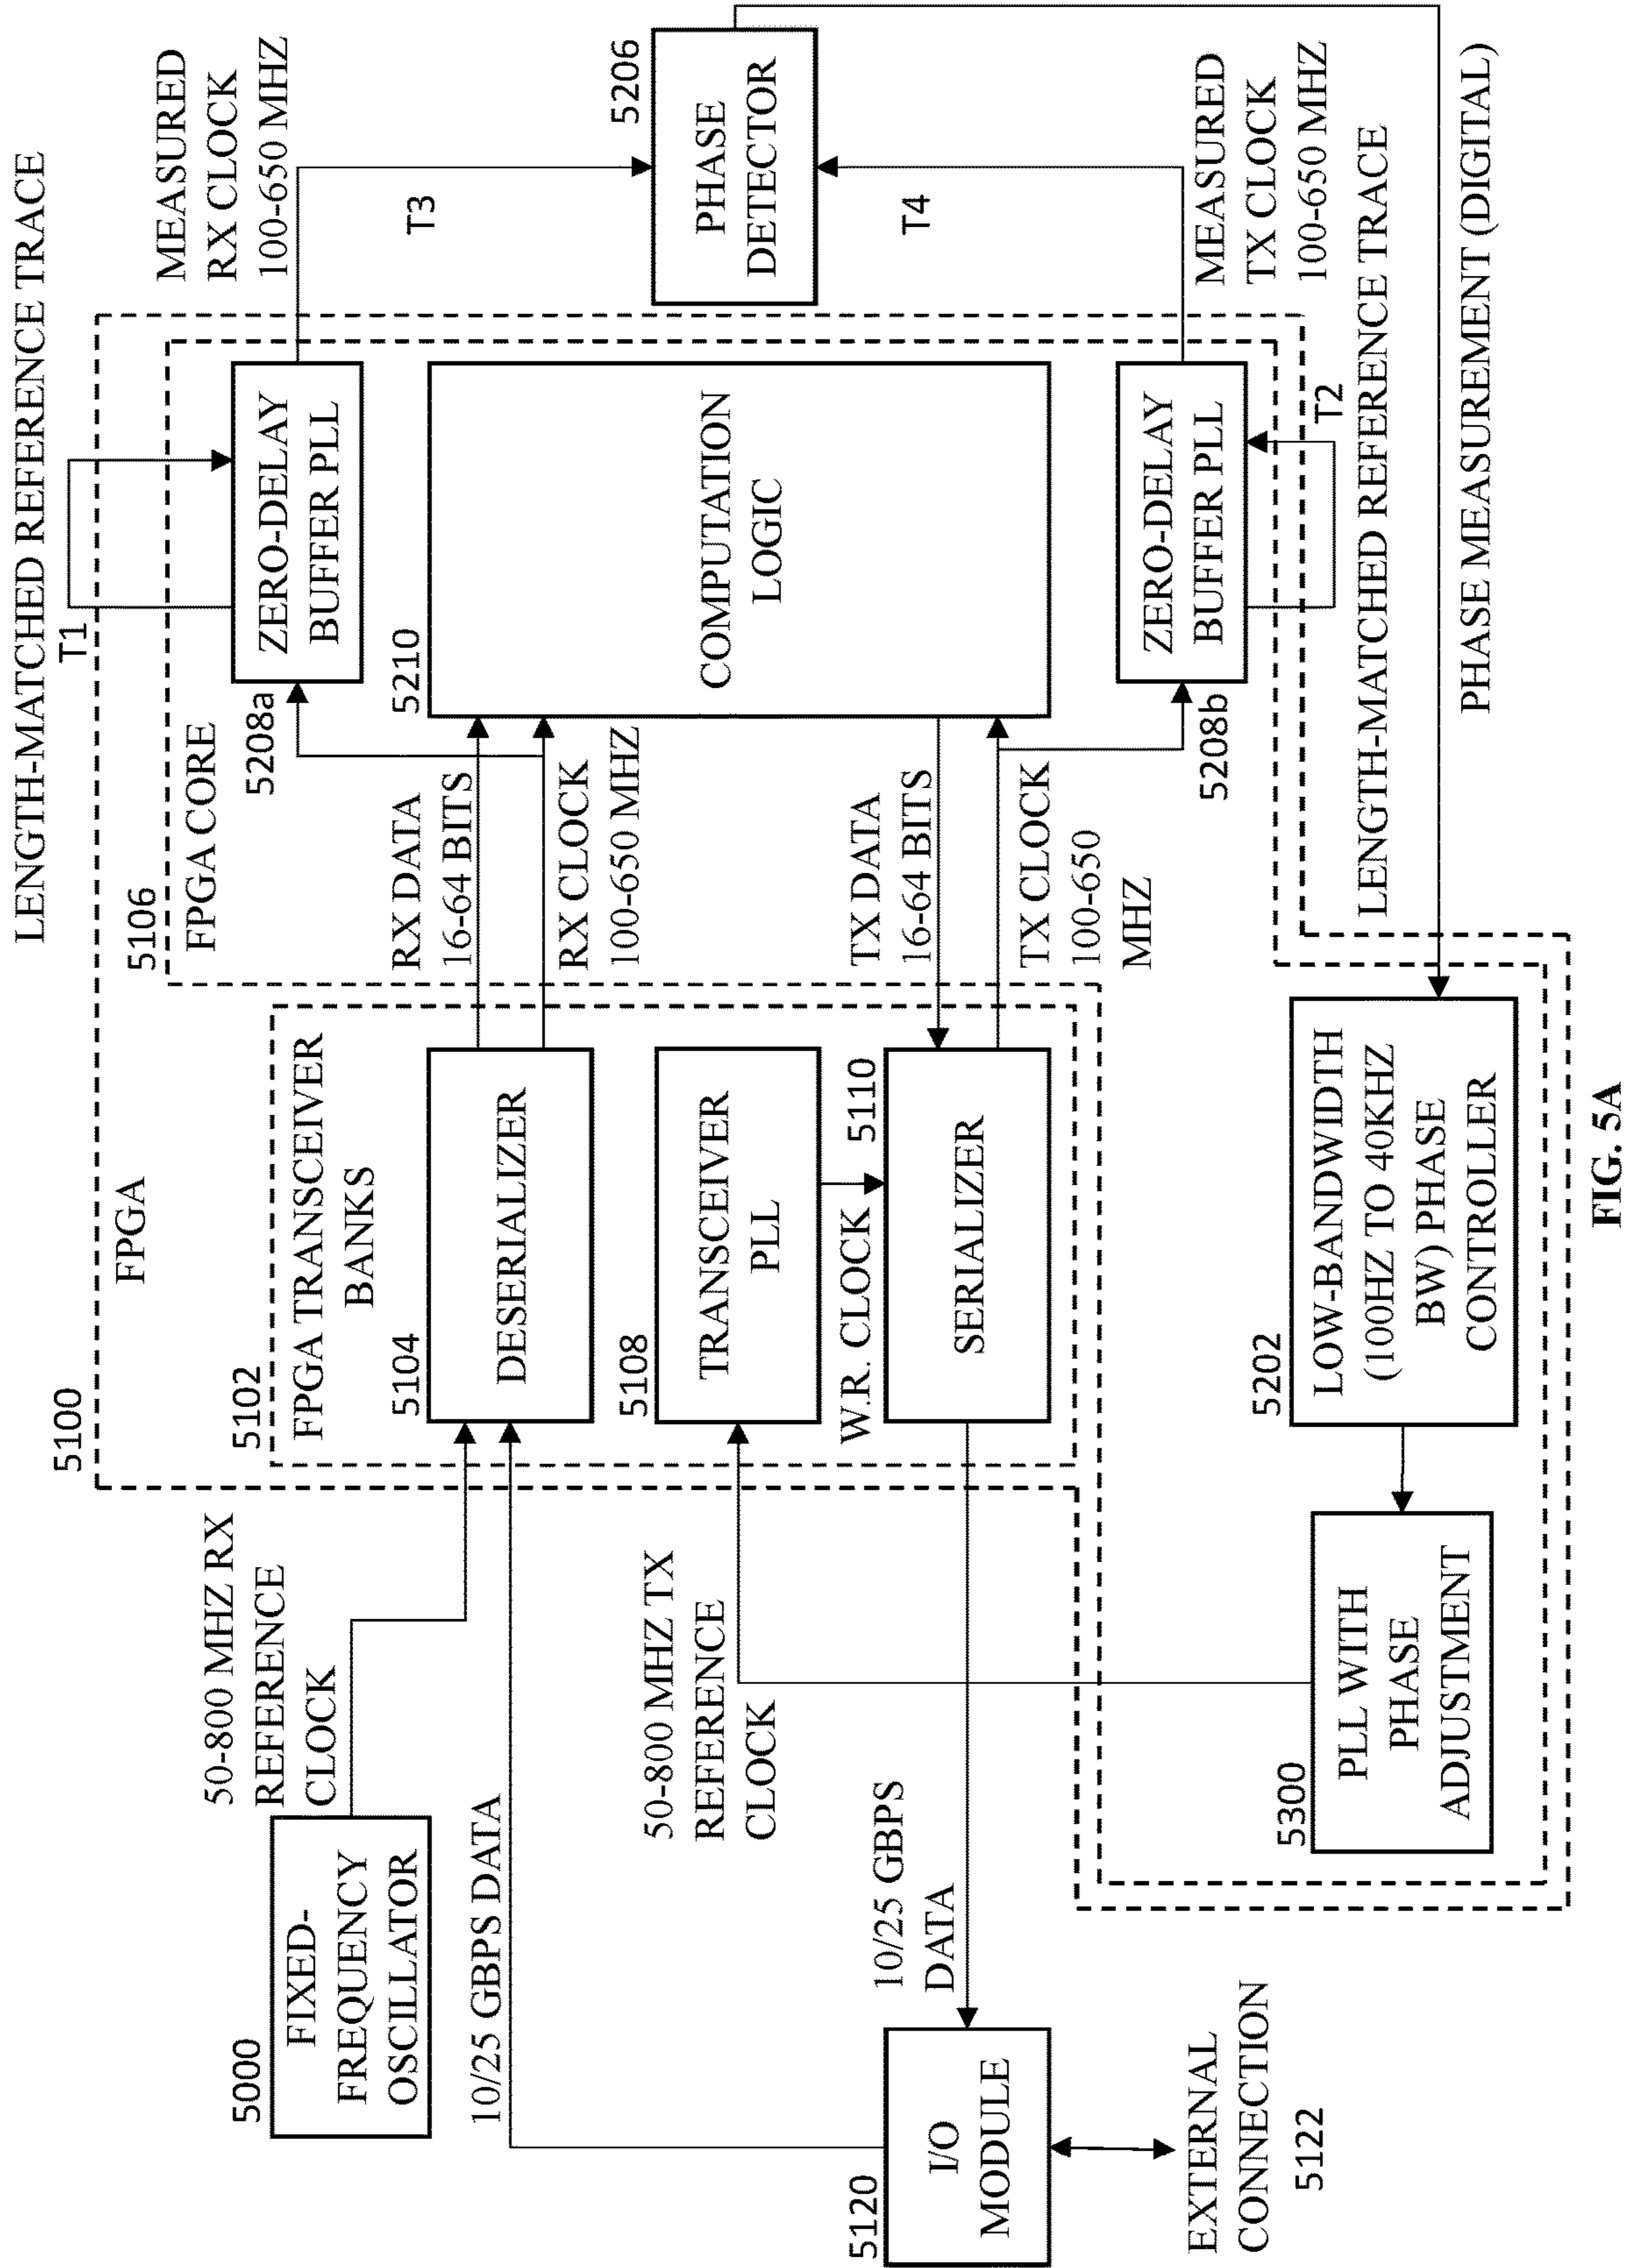 5000
FIXED-
FREQUENCY
OSCILLATOR
50-800 MHZ RX
REFERENCE
CLOCK
10/25 GBPS DATA
5120
I/O
MODULE
EXTERNAL
CONNECTION
5122
10/25 GBPS
DATA
50-800 MHZ TX
REFERENCE
CLOCK
5300
PLL WITH
PHASE
ADJUSTMENT
5100
FPGA
5102
FPGA TRANSCEIVER
BANKS
5104
DESERIALIZER
5108
TRANSCEIVER
PLL
W.R. CLOCK
5110
SERIALIZER
5202
LOW-BANDWIDTH
(100HZ TO 40KHZ
BW) PHASE
CONTROLLER
5106
FPGA CORE
RX DATA
16-64 BITS
RX CLOCK
100-650 MHZ
TX DATA
16-64 BITS
TX CLOCK
100-650
MHZ
LENGTH-MATCHED REFERENCE TRACE
T1
5208a
ZERO-DELAY
BUFFER PLL
5210
COMPUTATION
LOGIC
5208b
ZERO-DELAY
BUFFER PLL
T2
LENGTH-MATCHED REFERENCE TRACE
PHASE MEASUREMENT (DIGITAL)
MEASURED
RX CLOCK
100-650 MHZ
T3
5206
PHASE
DETECTOR
T4
MEASURED
TX CLOCK
100-650 MHZ
FIG. 5A